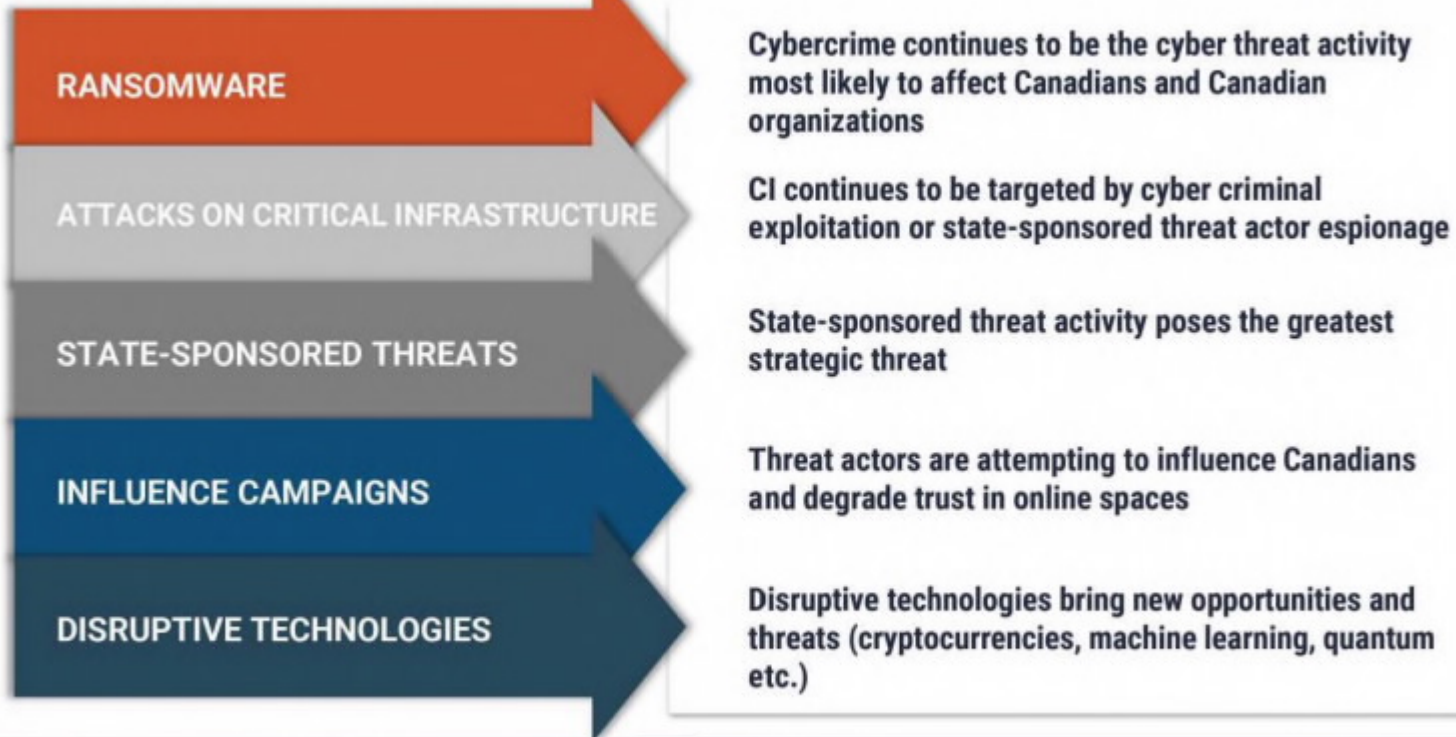 RANSOMWARE
Cybercrime continues to be the cyber threat activity
most likely to affect Canadians and Canadian
organizations
ATTACKS ON CRITICAL INFRASTRUCTURE
CI continues to be targeted by cyber criminal
exploitation or state-sponsored threat actor espionage
STATE-SPONSORED THREATS
State-sponsored threat activity poses the greatest
strategic threat
INFLUENCE CAMPAIGNS
Threat actors are attempting to influence Canadians
and degrade trust in online spaces
DISRUPTIVE TECHNOLOGIES
Disruptive technologies bring new opportunities and
threats (cryptocurrencies, machine learning, quantum
etc.)